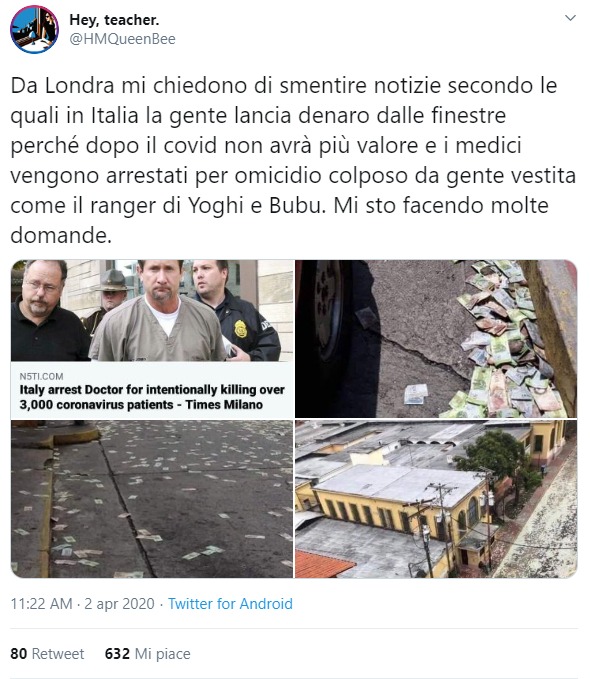 Hey, teacher.
@HMQueenBee
Da Londra mi chiedono di smentire notizie secondo le
quali in Italia la gente lancia denaro dalle finestre
perché dopo il covid non avrà più valore e i medici
vengono arrestati per omicidio colposo da gente vestita
come il ranger di Yoghi e Bubu. Mi sto facendo molte
domande.
N5TI.COM
Italy arrest Doctor for intentionally killing over
3,000 coronavirus patients - Times Milano
11:22 AM · 2 apr 2020 · Twitter for Android
80 Retweet 632 Mi piace